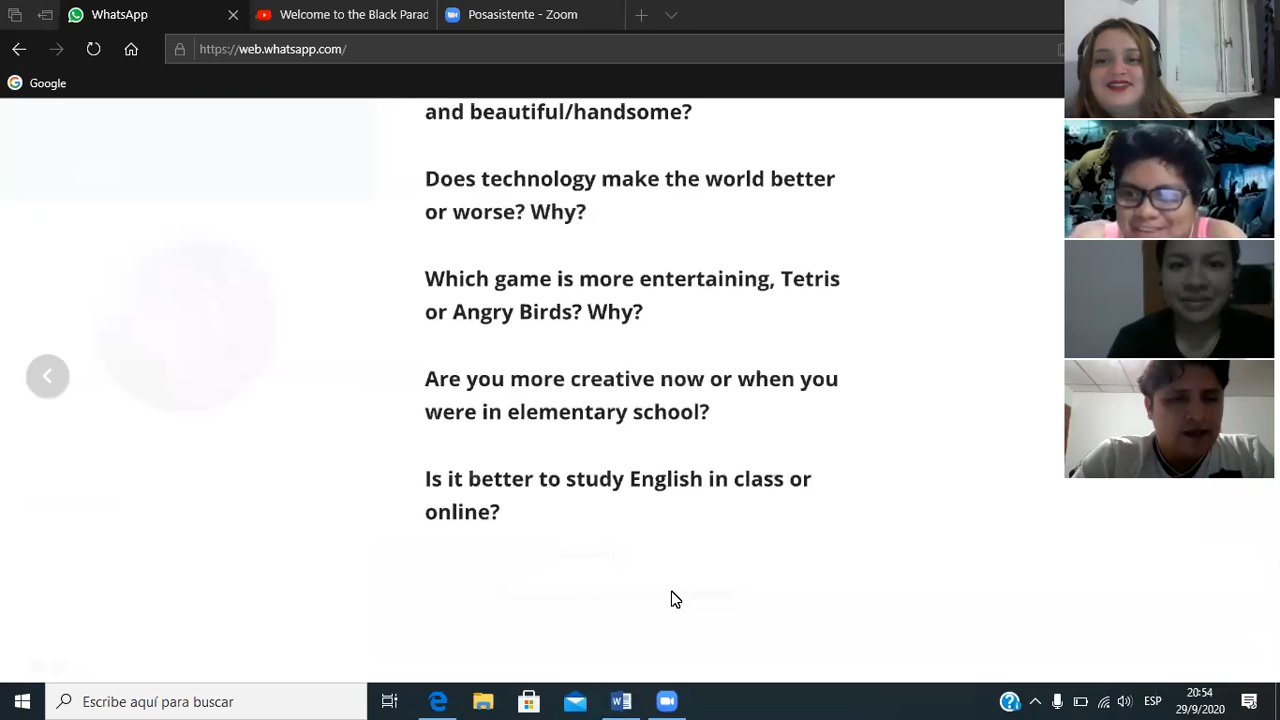 WhatsApp
Welcome to the Black Parad
Posasistente - Zoom
https://web.whatsapp.com/
Google
and beautiful/handsome?
Does technology make the world better
or worse? Why?
Which game is more entertaining, Tetris
or Angry Birds? Why?
Are you more creative now or when you
were in elementary school?
Is it better to study English in class or
online?
Escribe aquí para buscar
ESP
20:54
29/9/2020